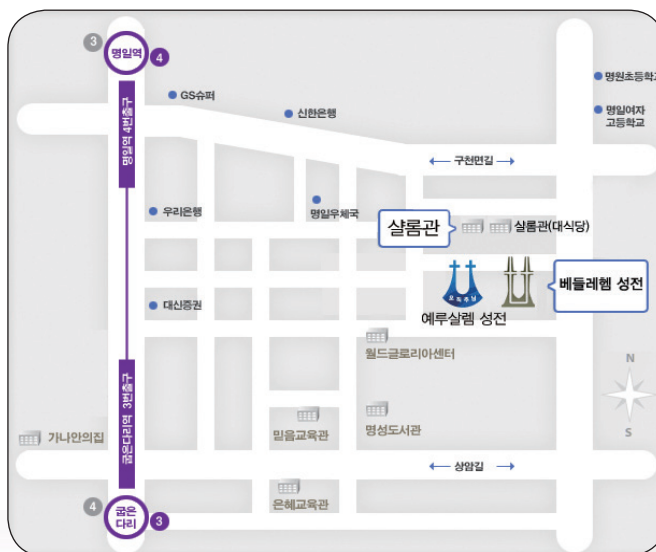 3
명일역
4
명원초등학교
GS슈퍼
명일여자
고등학교
신한은행
명일역 4번출구
구천면길
우리은행
명일우체국
샬롬관
샬롬관(대식당)
베들레헴 성전
오직주님
예루살렘 성전
대신증권
월드글로리아센터
N
S
굽은다리역 3번출구
가나안의집
믿음교육관
명성도서관
상암길
은혜교육관
4
굽은
다리
3